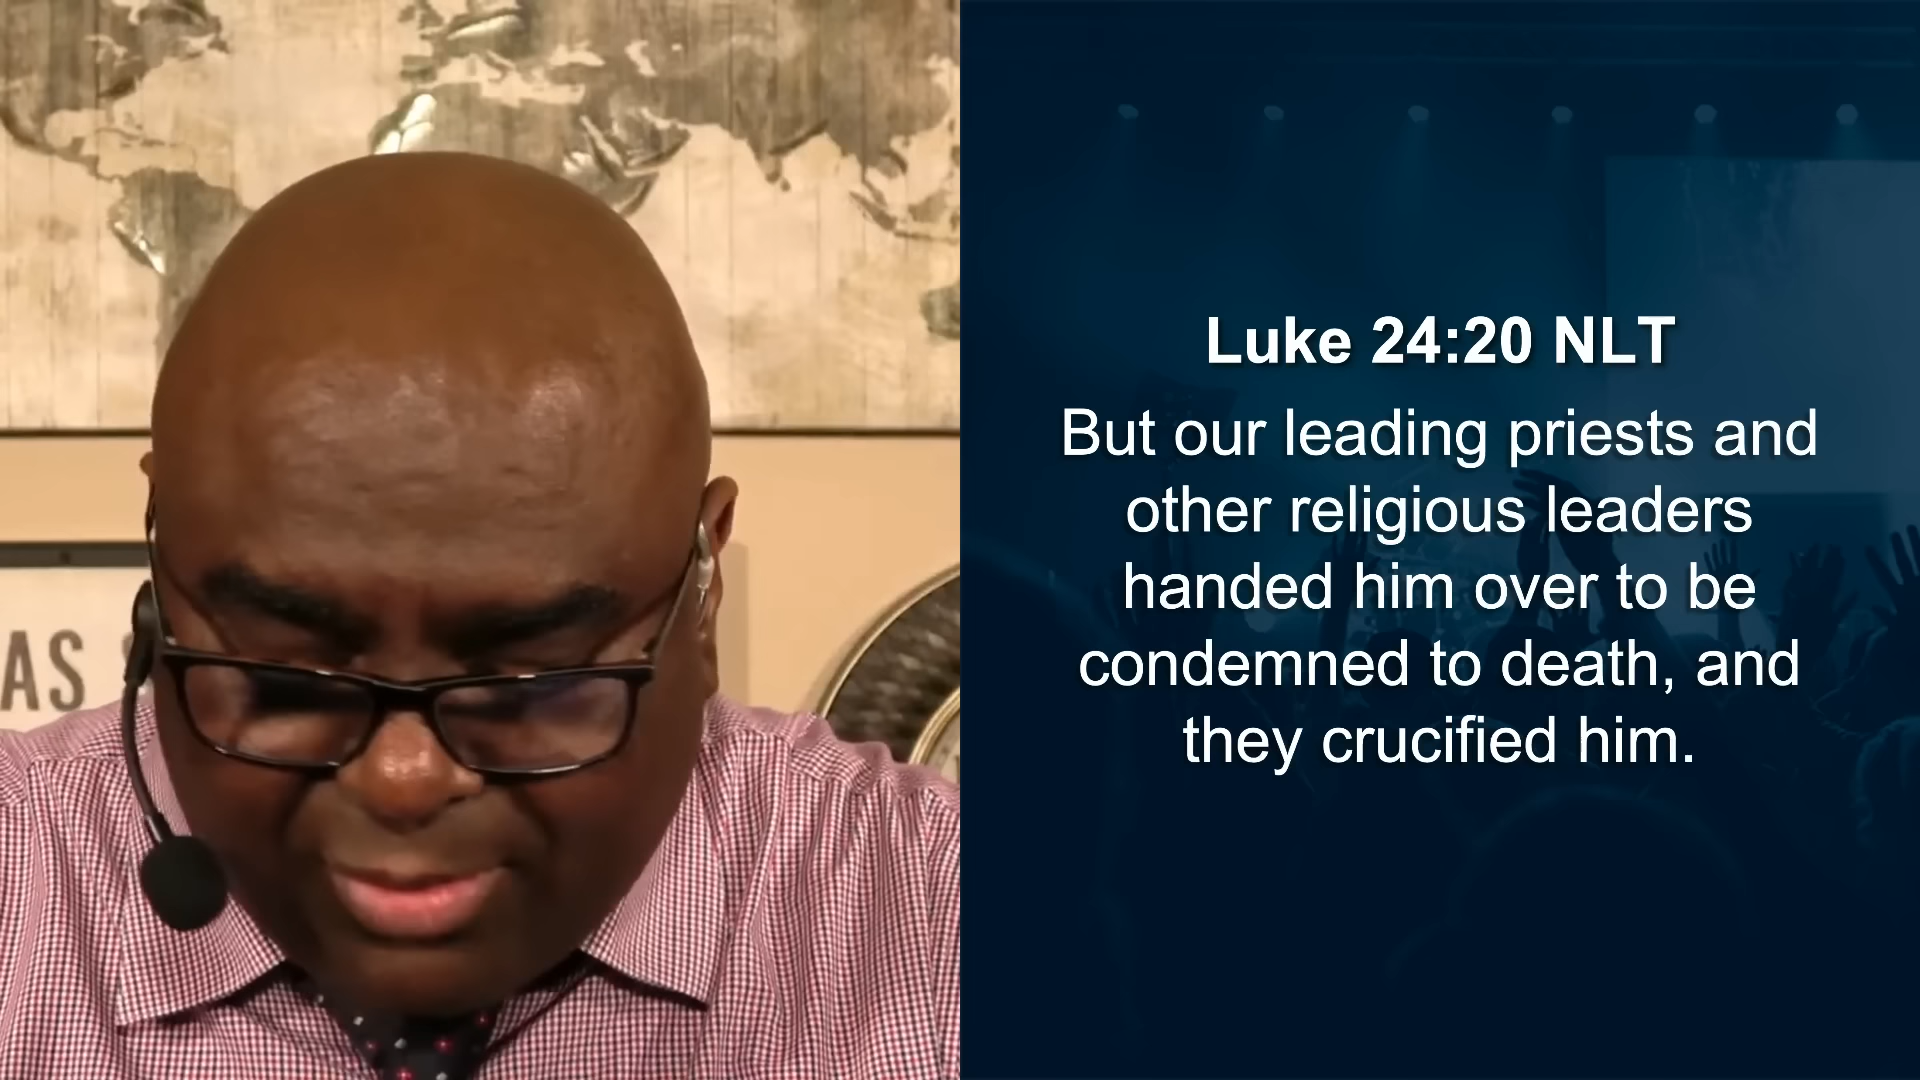 AS
Luke 24:20 NLT
But our leading priests and
other religious leaders
handed him over to be
condemned to death, and
they crucified him.